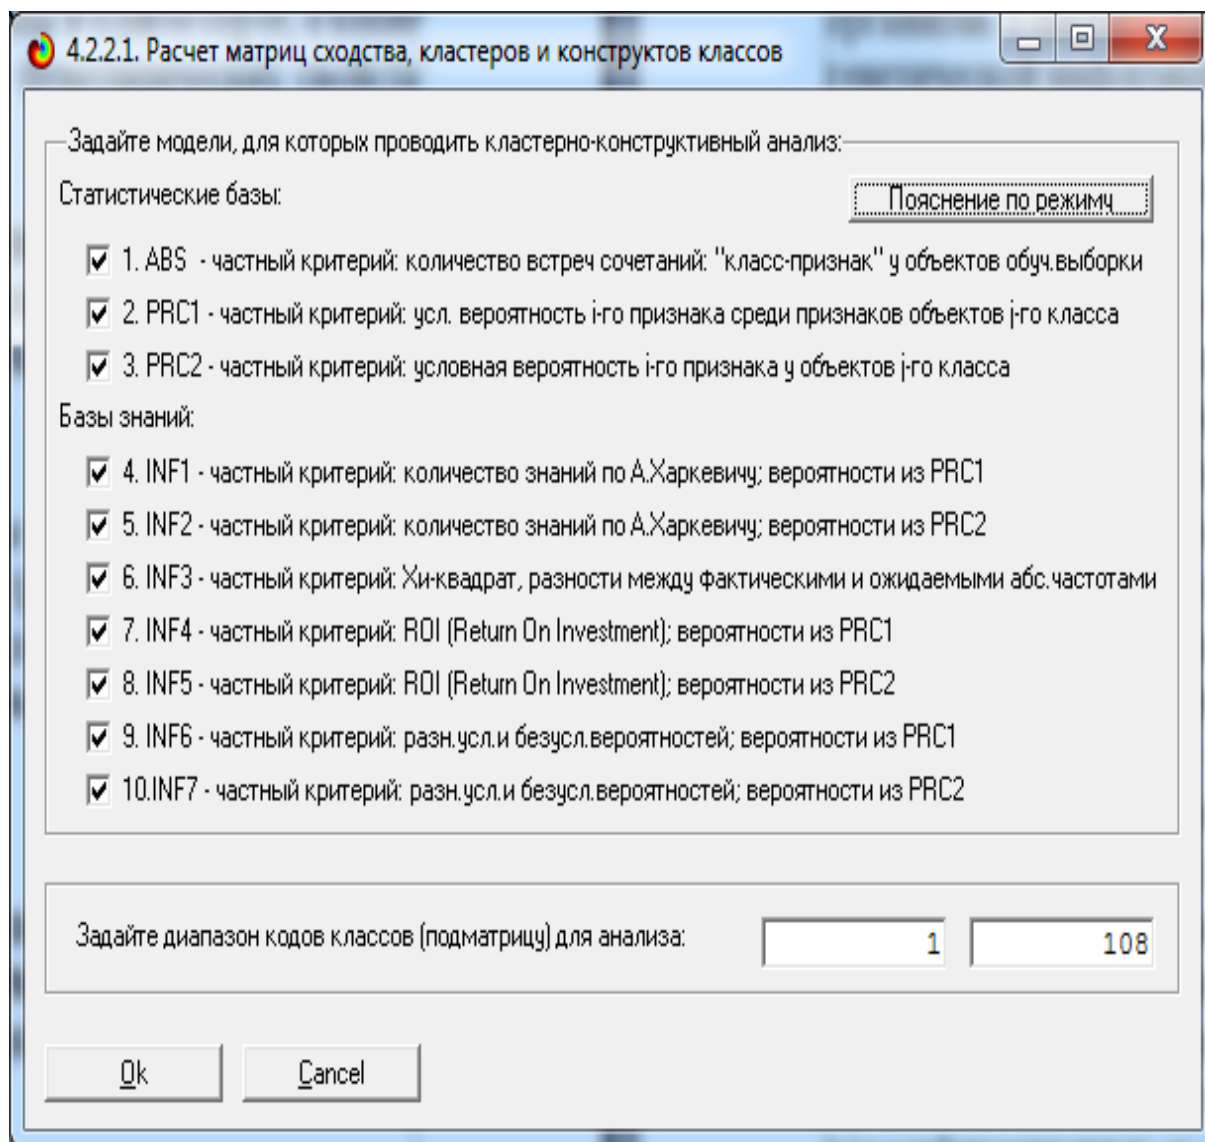 4.2.2.1. Расчет матриц сходства, кластеров и конструктов классов
Задайте модели, для которых проводить кластерно-конструктивный анализ:
Статистические базы:
Пояснение по режиму
1. ABS - частный критерий: количество встреч сочетаний: "класс-признак" у объектов обуч.выборки
2. PRC1 - частный критерий: усл. вероятность i-го признака среди признаков объектов j-го класса
3. PRC2 - частный критерий: условная вероятность i-го признака у объектов j-го класса
Базы знаний:
4. INF1 - частный критерий: количество знаний по А.Харкевичу; вероятности из PRC1
5. INF2 - частный критерий: количество знаний по А.Харкевичу; вероятности из PRC2
6. INF3 - частный критерий: Хи-квадрат, разности между фактическими и ожидаемыми абс.частотами
7. INF4 - частный критерий: ROI (Return On Investment); вероятности из PRC1
8. INF5 - частный критерий: ROI (Return On Investment); вероятности из PRC2
9. INF6 - частный критерий: разн.усл.и безусл.вероятностей; вероятности из PRC1
10.INF7 - частный критерий: разн.усл.и безусл.вероятностей; вероятности из PRC2
Задайте диапазон кодов классов (подматрицу) для анализа: 1 108
Ok Cancel